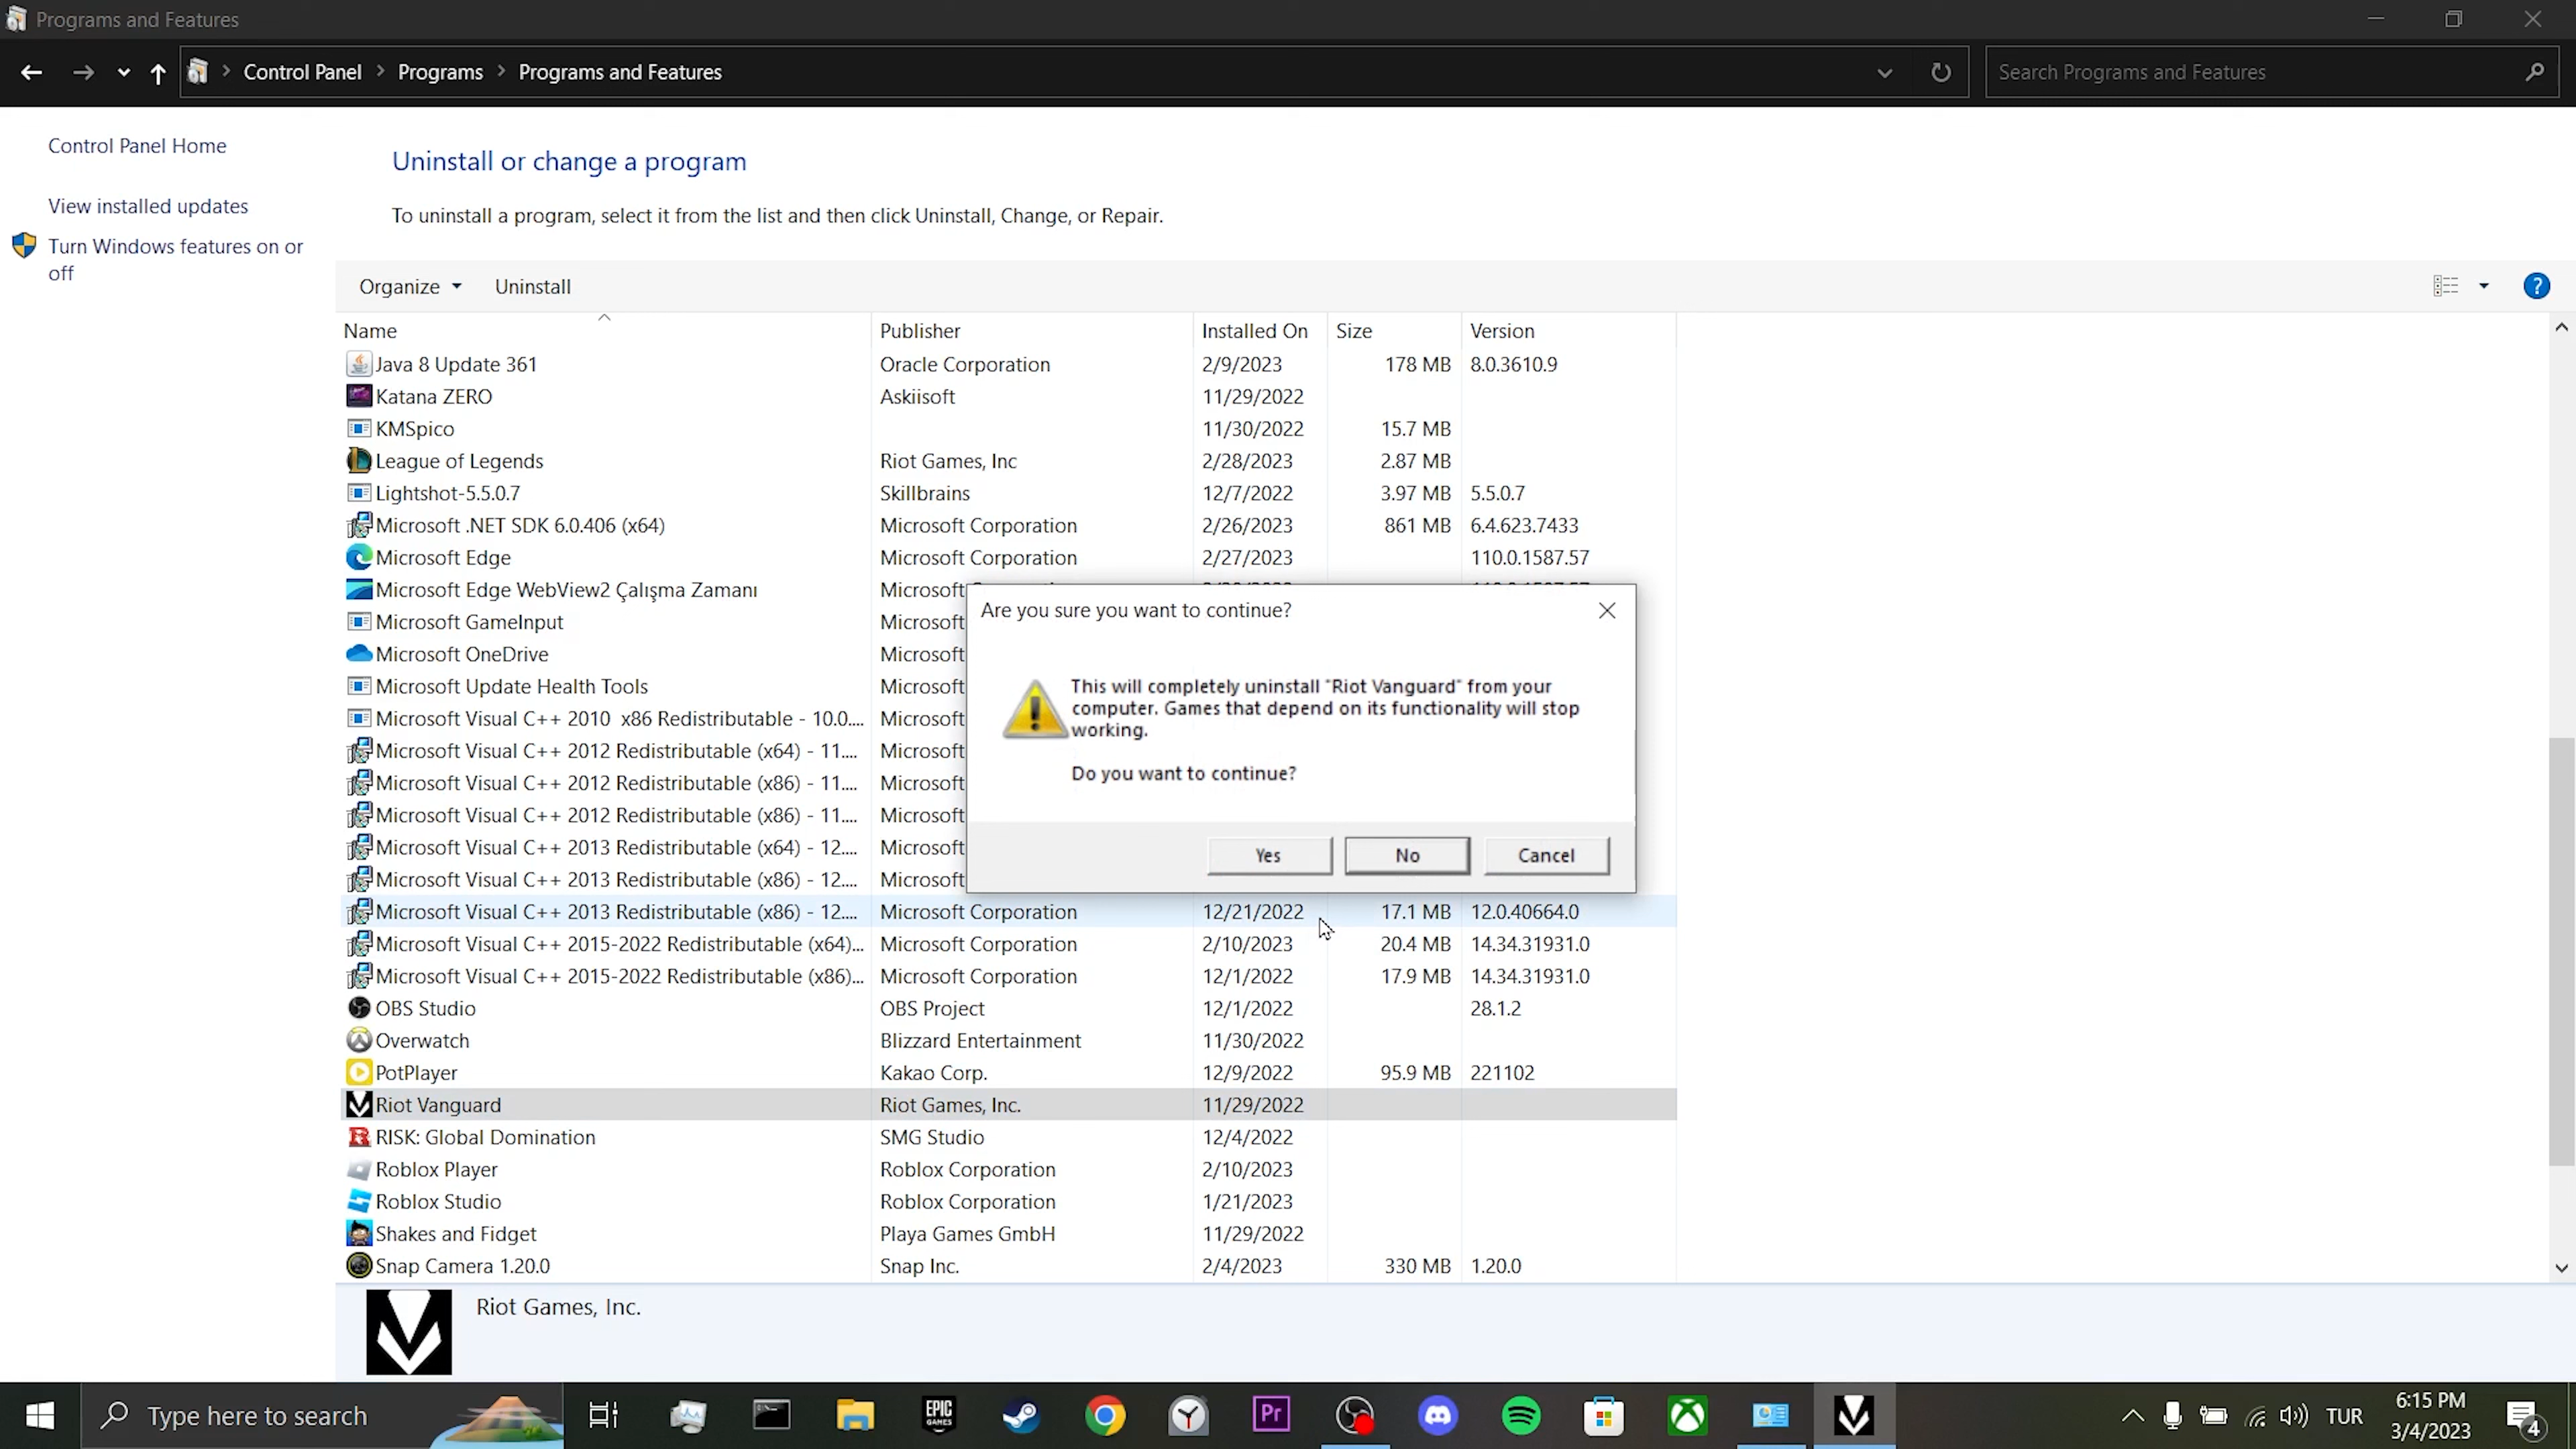 Programs and Features
Control Panel > Programs > Programs and Features
Search Programs and Features
Control Panel Home
View installed updates
Turn Windows features on or
off
Uninstall or change a program
To uninstall a program, select it from the list and then click Uninstall, Change, or Repair.
Organize Uninstall
?
Name Publisher Installed On Size Version
Java 8 Update 361 Oracle Corporation 2/9/2023 178 MB 8.0.3610.9
Katana ZERO Askiisoft 11/29/2022
KMSpico 11/30/2022 15.7 MB
League of Legends Riot Games, Inc 2/28/2023 2.87 MB
Lightshot-5.5.0.7 Skillbrains 12/7/2022 3.97 MB 5.5.0.7
Microsoft .NET SDK 6.0.406 (x64) Microsoft Corporation 2/26/2023 861 MB 6.4.623.7433
Microsoft Edge Microsoft Corporation 2/27/2023 110.0.1587.57
Microsoft Edge WebView2 Çalışma Zamanı Microsoft
Microsoft GameInput Microsoft
Microsoft OneDrive Microsoft
Microsoft Update Health Tools Microsoft
Microsoft Visual C++ 2010 x86 Redistributable - 10.0.... Microsoft
Microsoft Visual C++ 2012 Redistributable (x64) - 11.... Microsoft
Microsoft Visual C++ 2012 Redistributable (x86) - 11.... Microsoft
Microsoft Visual C++ 2012 Redistributable (x86) - 11.... Microsoft
Microsoft Visual C++ 2013 Redistributable (x64) - 12.... Microsoft
Microsoft Visual C++ 2013 Redistributable (x86) - 12.... Microsoft
Microsoft Visual C++ 2013 Redistributable (x86) - 12.... Microsoft Corporation 12/21/2022 17.1 MB 12.0.40664.0
Microsoft Visual C++ 2015-2022 Redistributable (x64)... Microsoft Corporation 2/10/2023 20.4 MB 14.34.31931.0
Microsoft Visual C++ 2015-2022 Redistributable (x86)... Microsoft Corporation 12/1/2022 17.9 MB 14.34.31931.0
OBS Studio OBS Project 12/1/2022 28.1.2
Overwatch Blizzard Entertainment 11/30/2022
PotPlayer Kakao Corp. 12/9/2022 95.9 MB 221102
Riot Vanguard Riot Games, Inc. 11/29/2022
RISK: Global Domination SMG Studio 12/4/2022
Roblox Player Roblox Corporation 2/10/2023
Roblox Studio Roblox Corporation 1/21/2023
Shakes and Fidget Playa Games GmbH 11/29/2022
Snap Camera 1.20.0 Snap Inc. 2/4/2023 330 MB 1.20.0
Are you sure you want to continue?
This will completely uninstall "Riot Vanguard" from your
computer. Games that depend on its functionality will stop
working.
Do you want to continue?
Yes No Cancel
Riot Games, Inc.
Type here to search
EPIC
GAMES
Pr
TUR
6:15 PM
3/4/2023
4